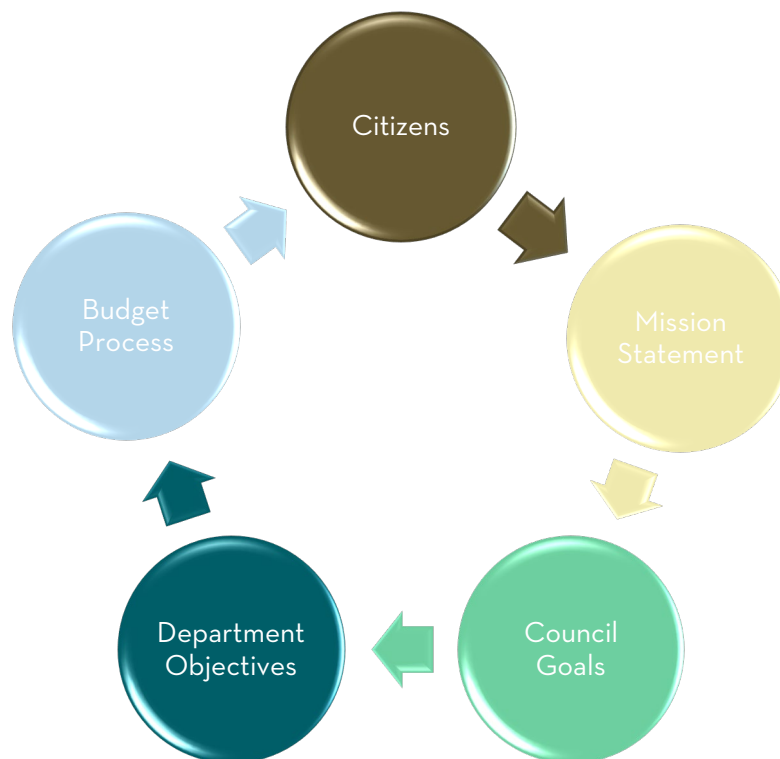 Citizens
Mission
Statement
Council
Goals
Department
Objectives
Budget
Process